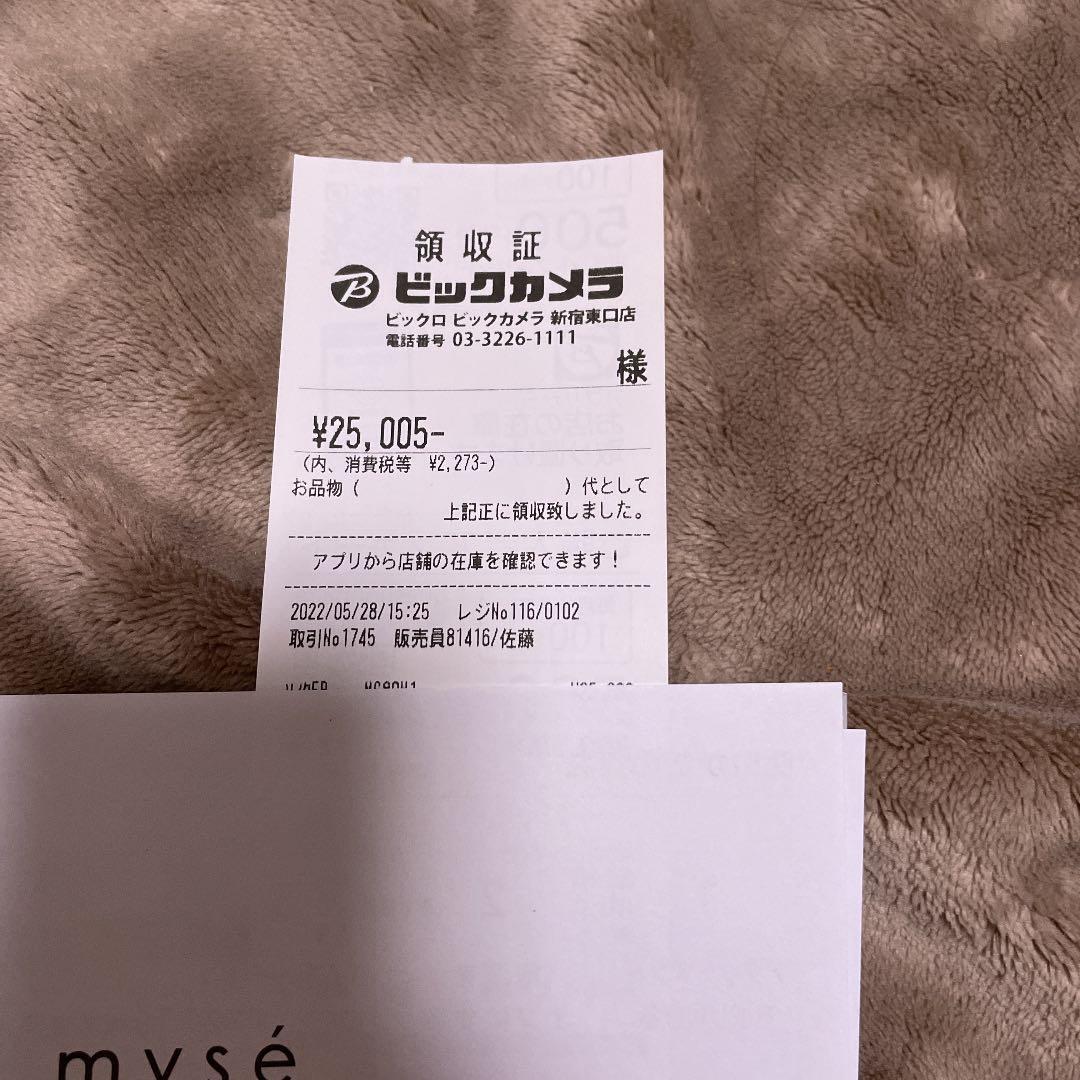 領収証
ビックカメラ
ビックロ ビックカメラ 新宿東口店
電話番号 03-3226-1111
様
¥25,005-
(内、消費税等 ¥2,273-)
お品物( )代として
上記正に領収致しました。
アプリから店舗の在庫を確認できます!
2022/05/28/15:25 レジNo116/0102
取引No1745 販売員81416/佐藤
mysé